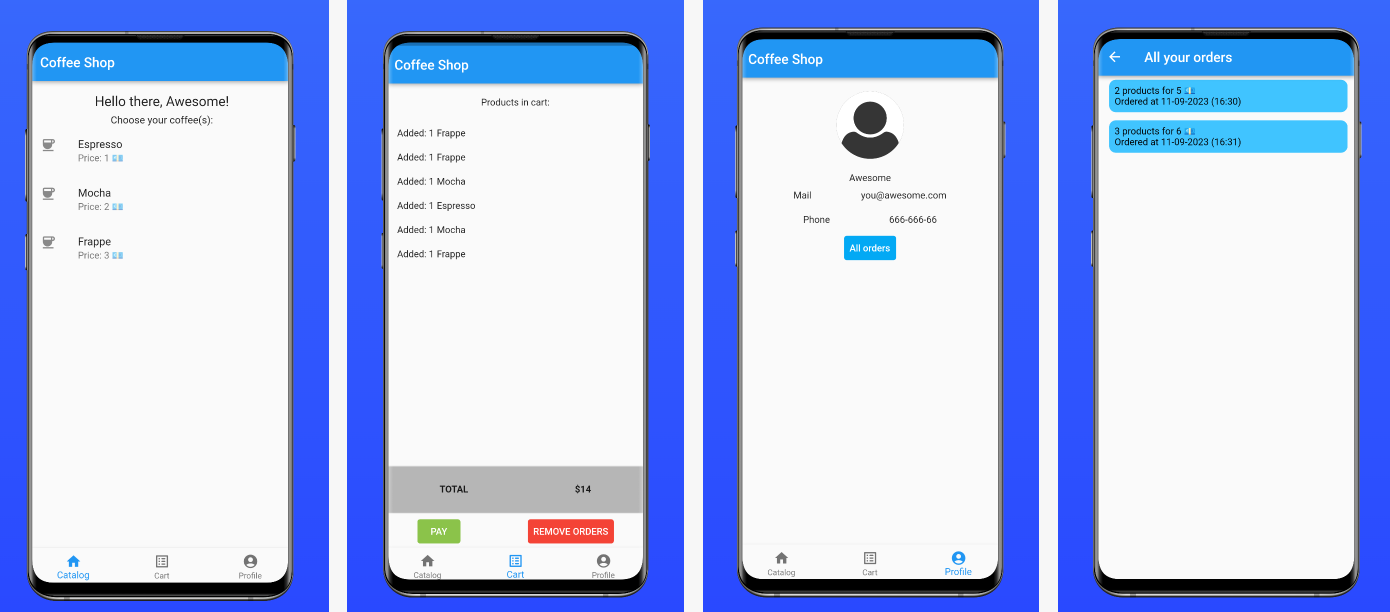 Coffee Shop
Hello there, Awesome!
Choose your coffee(s):
Espresso
Price: 1 💶
Mocha
Price: 2 💶
Frappe
Price: 3 💶
Catalog
Cart
Profile
Coffee Shop
Products in cart:
Added: 1 Frappe
Added: 1 Frappe
Added: 1 Mocha
Added: 1 Espresso
Added: 1 Mocha
Added: 1 Frappe
TOTAL $14
PAY
REMOVE ORDERS
Catalog
Cart
Profile
Coffee Shop
Awesome
Mail you@awesome.com
Phone 666-666-66
All orders
Catalog
Cart
Profile
All your orders
2 products for 5 💶
Ordered at 11-09-2023 (16:30)
3 products for 6 💶
Ordered at 11-09-2023 (16:31)